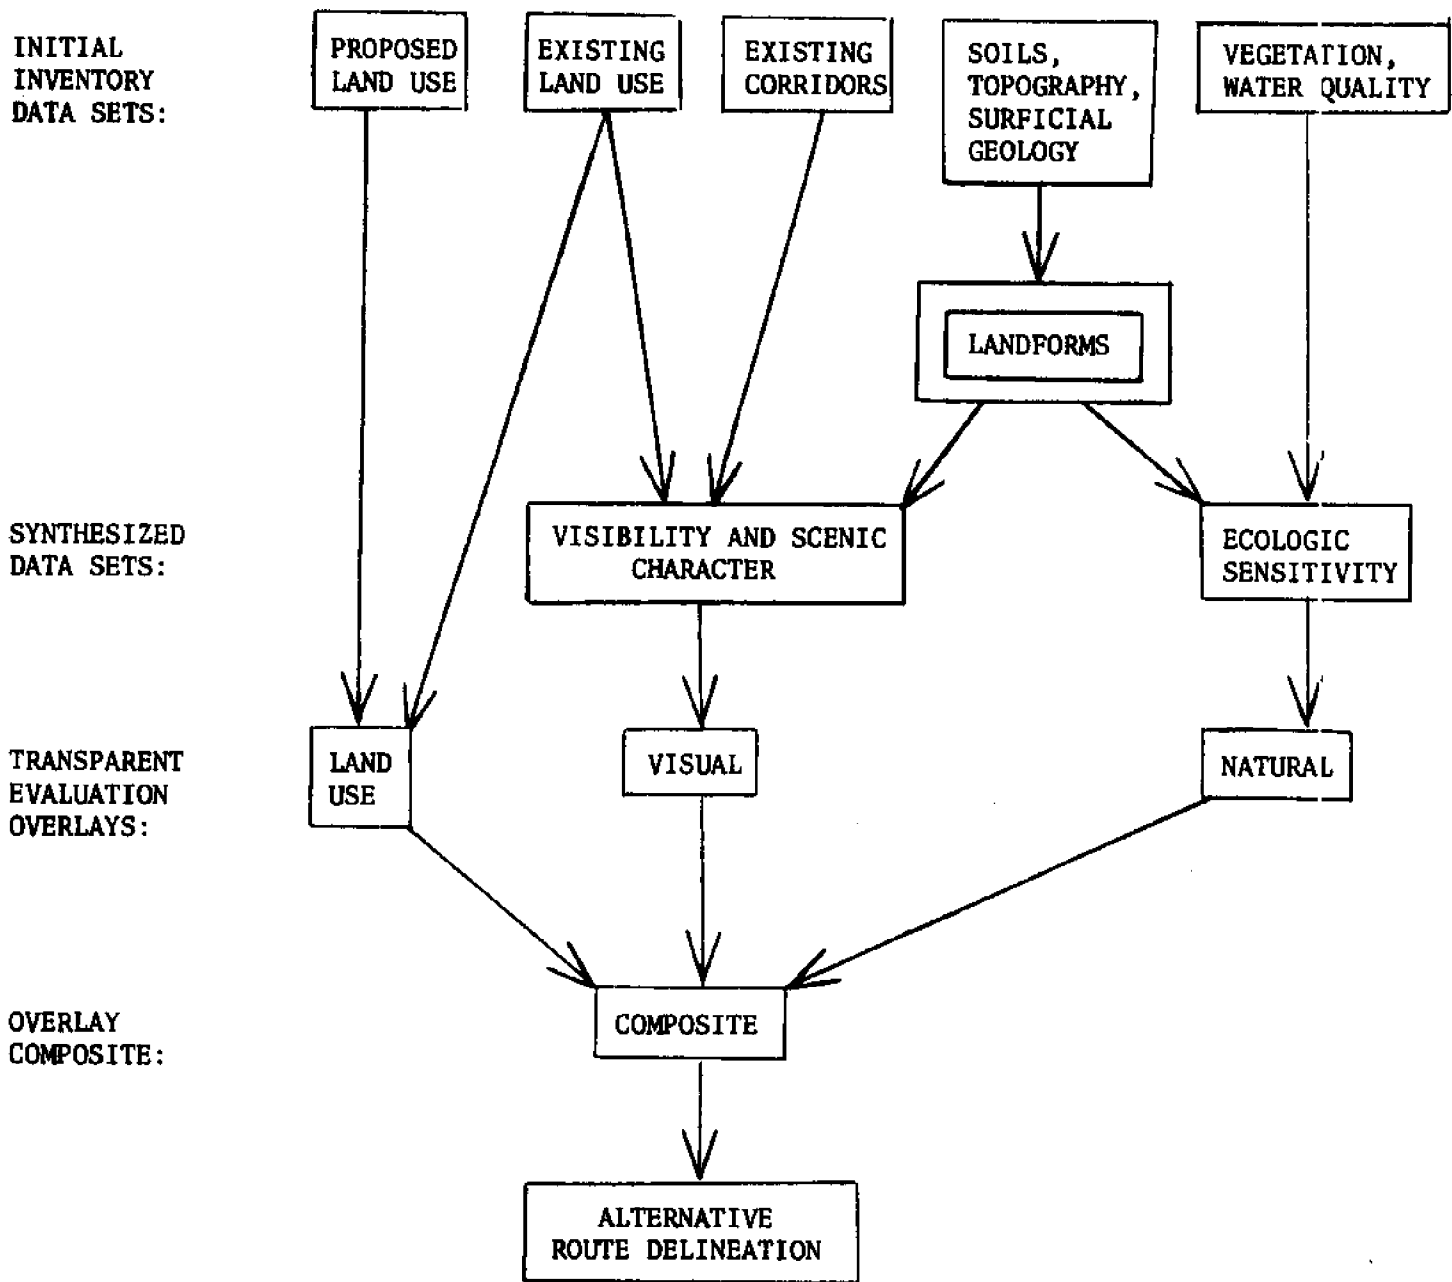 INITIAL
INVENTORY
DATA SETS:
PROPOSED
LAND USE
EXISTING
LAND USE
EXISTING
CORRIDORS
SOILS,
TOPOGRAPHY,
SURFICIAL
GEOLOGY
VEGETATION,
WATER QUALITY
LANDFORMS
SYNTHESIZED
DATA SETS:
VISIBILITY AND SCENIC
CHARACTER
ECOLOGIC
SENSITIVITY
TRANSPARENT
EVALUATION
OVERLAYS:
LAND
USE
VISUAL
NATURAL
OVERLAY
COMPOSITE:
COMPOSITE
ALTERNATIVE
ROUTE DELINEATION